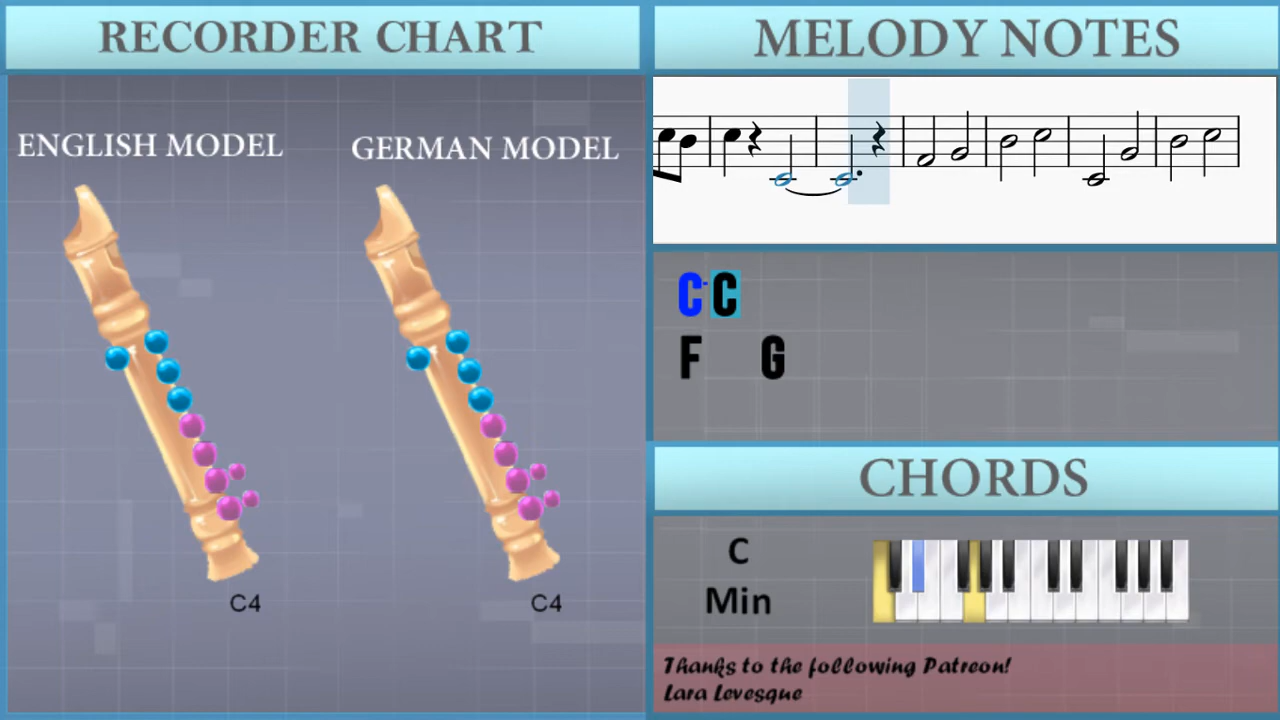 RECORDER CHART
ENGLISH MODEL
GERMAN MODEL
C4
C4
MELODY NOTES
C-C
F G
CHORDS
C
Min
Thanks to the following Patreon!
Lara Levesque